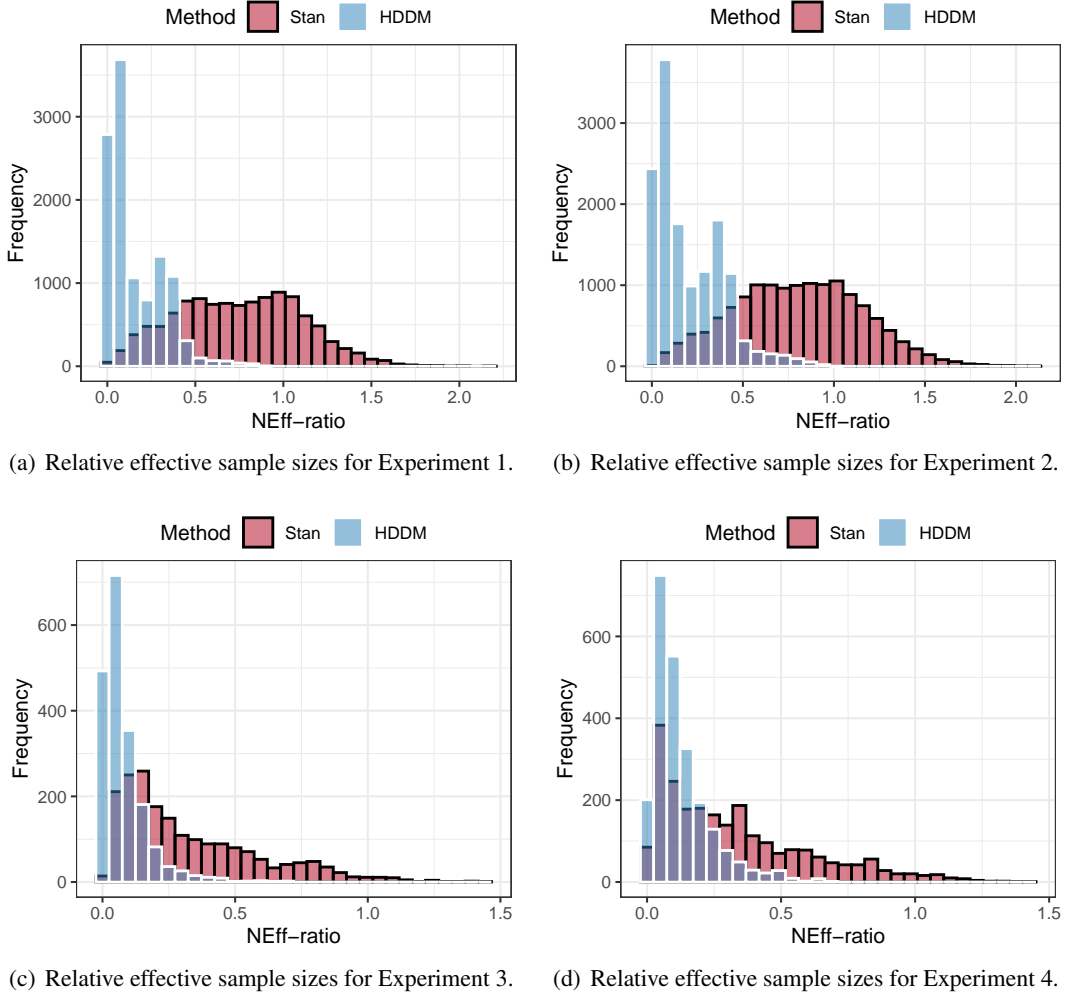 Method Stan HDDM
Method Stan HDDM
Frequency
3000
2000
1000
0
0.0 0.5 1.0 1.5 2.0
NEff−ratio
Frequency
3000
2000
1000
0
0.0 0.5 1.0 1.5 2.0
NEff−ratio
(a) Relative effective sample sizes for Experiment 1.
(b) Relative effective sample sizes for Experiment 2.
Method Stan HDDM
Method Stan HDDM
Frequency
600
400
200
0
0.0 0.5 1.0 1.5
NEff−ratio
Frequency
600
400
200
0
0.0 0.5 1.0 1.5
NEff−ratio
(c) Relative effective sample sizes for Experiment 3.
(d) Relative effective sample sizes for Experiment 4.